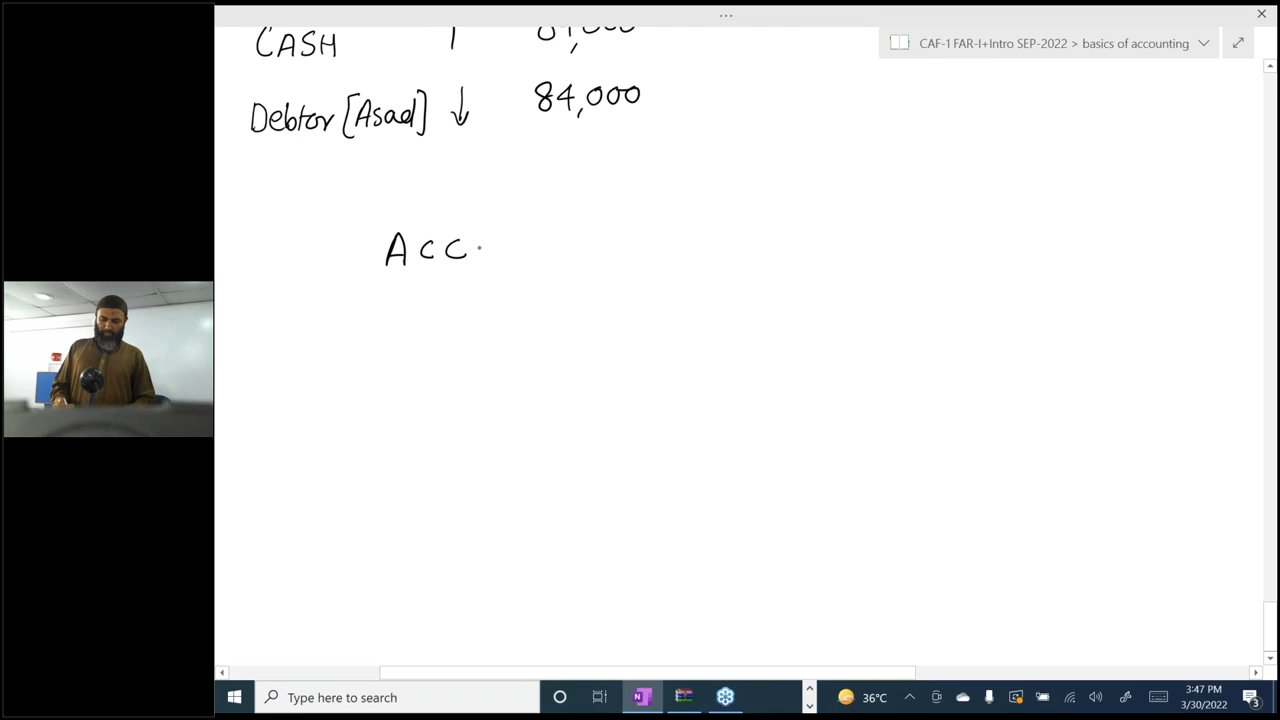 CAF-1 FAR-I+Intro SEP-2022 > basics of accounting
CASH
Debtor [Asad] ↓ 84,000
ACC
Type here to search
36°C
3:47 PM
3/30/2022
3